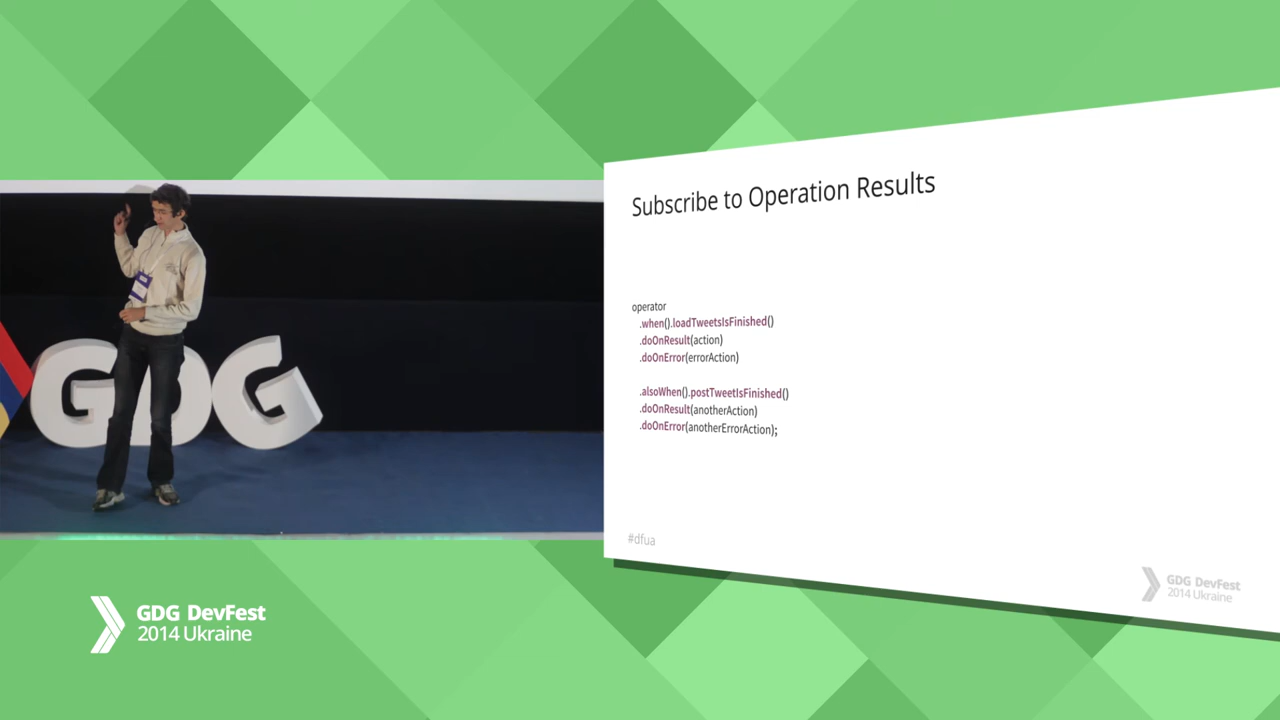 Subscribe to Operation Results
operator
.when().loadTweetsIsFinished()
.doOnResult(action)
.doOnError(errorAction)
.alsoWhen().postTweetIsFinished()
.doOnResult(anotherAction)
.doOnError(anotherErrorAction);
#dfua
GDG DevFest
2014 Ukraine
GDG
GDG DevFest
2014 Ukraine